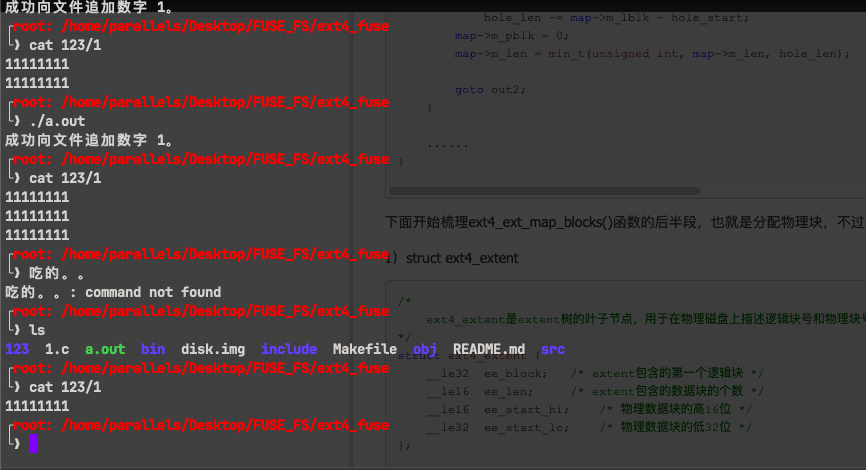 成功向文件追加数字 1。
root: /home/parallels/Desktop/FUSE_FS/ext4_fuse
cat 123/1
11111111
11111111
root: /home/parallels/Desktop/FUSE_FS/ext4_fuse
./a.out
成功向文件追加数字 1。
root: /home/parallels/Desktop/FUSE_FS/ext4_fuse
cat 123/1
11111111
11111111
11111111
root: /home/parallels/Desktop/FUSE_FS/ext4_fuse
吃的。。
吃的。。: command not found
root: /home/parallels/Desktop/FUSE_FS/ext4_fuse
ls
123 1.c a.out bin disk.img include Makefile obj README.md src
root: /home/parallels/Desktop/FUSE_FS/ext4_fuse
cat 123/1
11111111
root: /home/parallels/Desktop/FUSE_FS/ext4_fuse
hole_len -= map->m_lblk - hole_start;
map->m_pblk = 0;
map->m_len = min_t(unsigned int, map->m_len, hole_len);
goto out2;
}
......
}
下面开始梳理ext4_ext_map_blocks()函数的后半段，也就是分配物理块，不过
1）struct ext4_extent
/*
ext4_extent是extent树的叶子节点，用于在物理磁盘上描述逻辑块号和物理块号
*/
struct ext4_extent {
__le32 ee_block; /* extent包含的第一个逻辑块 */
__le16 ee_len; /* extent包含的数据块的个数 */
__le16 ee_start_hi; /* 物理数据块的高16位 */
__le32 ee_start_lo; /* 物理数据块的低32位 */
};